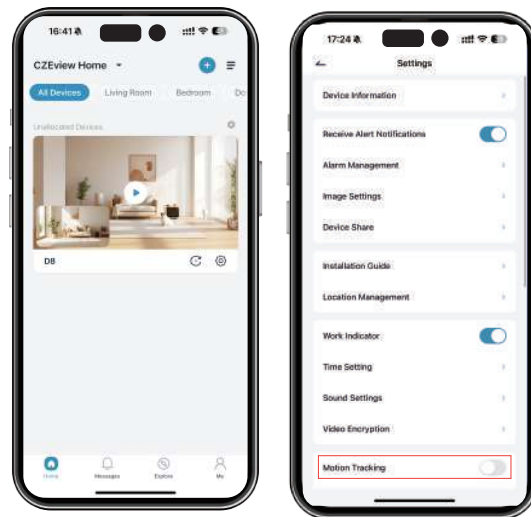 16:41
CZEview Home
All Devices
Living Room
Bedroom
Do
Unallocated Devices
D8
Home
Messages
Explore
Me
17:24
Settings
Device Information
Receive Alert Notifications
Alarm Management
Image Settings
Device Share
Installation Guide
Location Management
Work Indicator
Time Setting
Sound Settings
Video Encryption
Motion Tracking